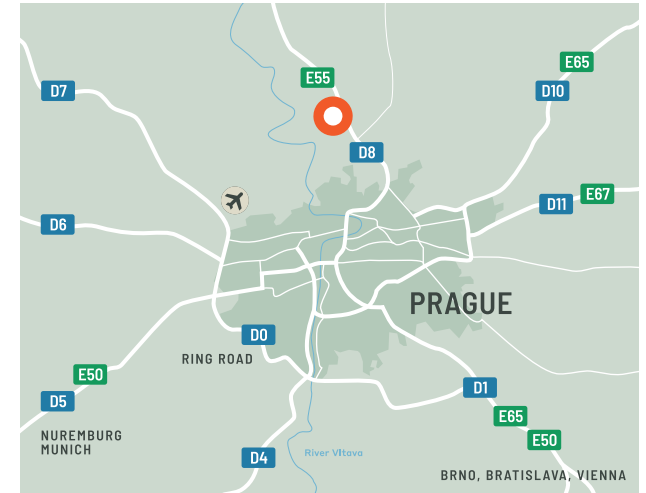 E65
E55
D7
D10
D8
E67
D11
D6
PRAGUE
D0
RING ROAD
E50
D1
D5
E65
NUREMBURG
MUNICH
E50
River Vltava
D4
BRNO, BRATISLAVA, VIENNA